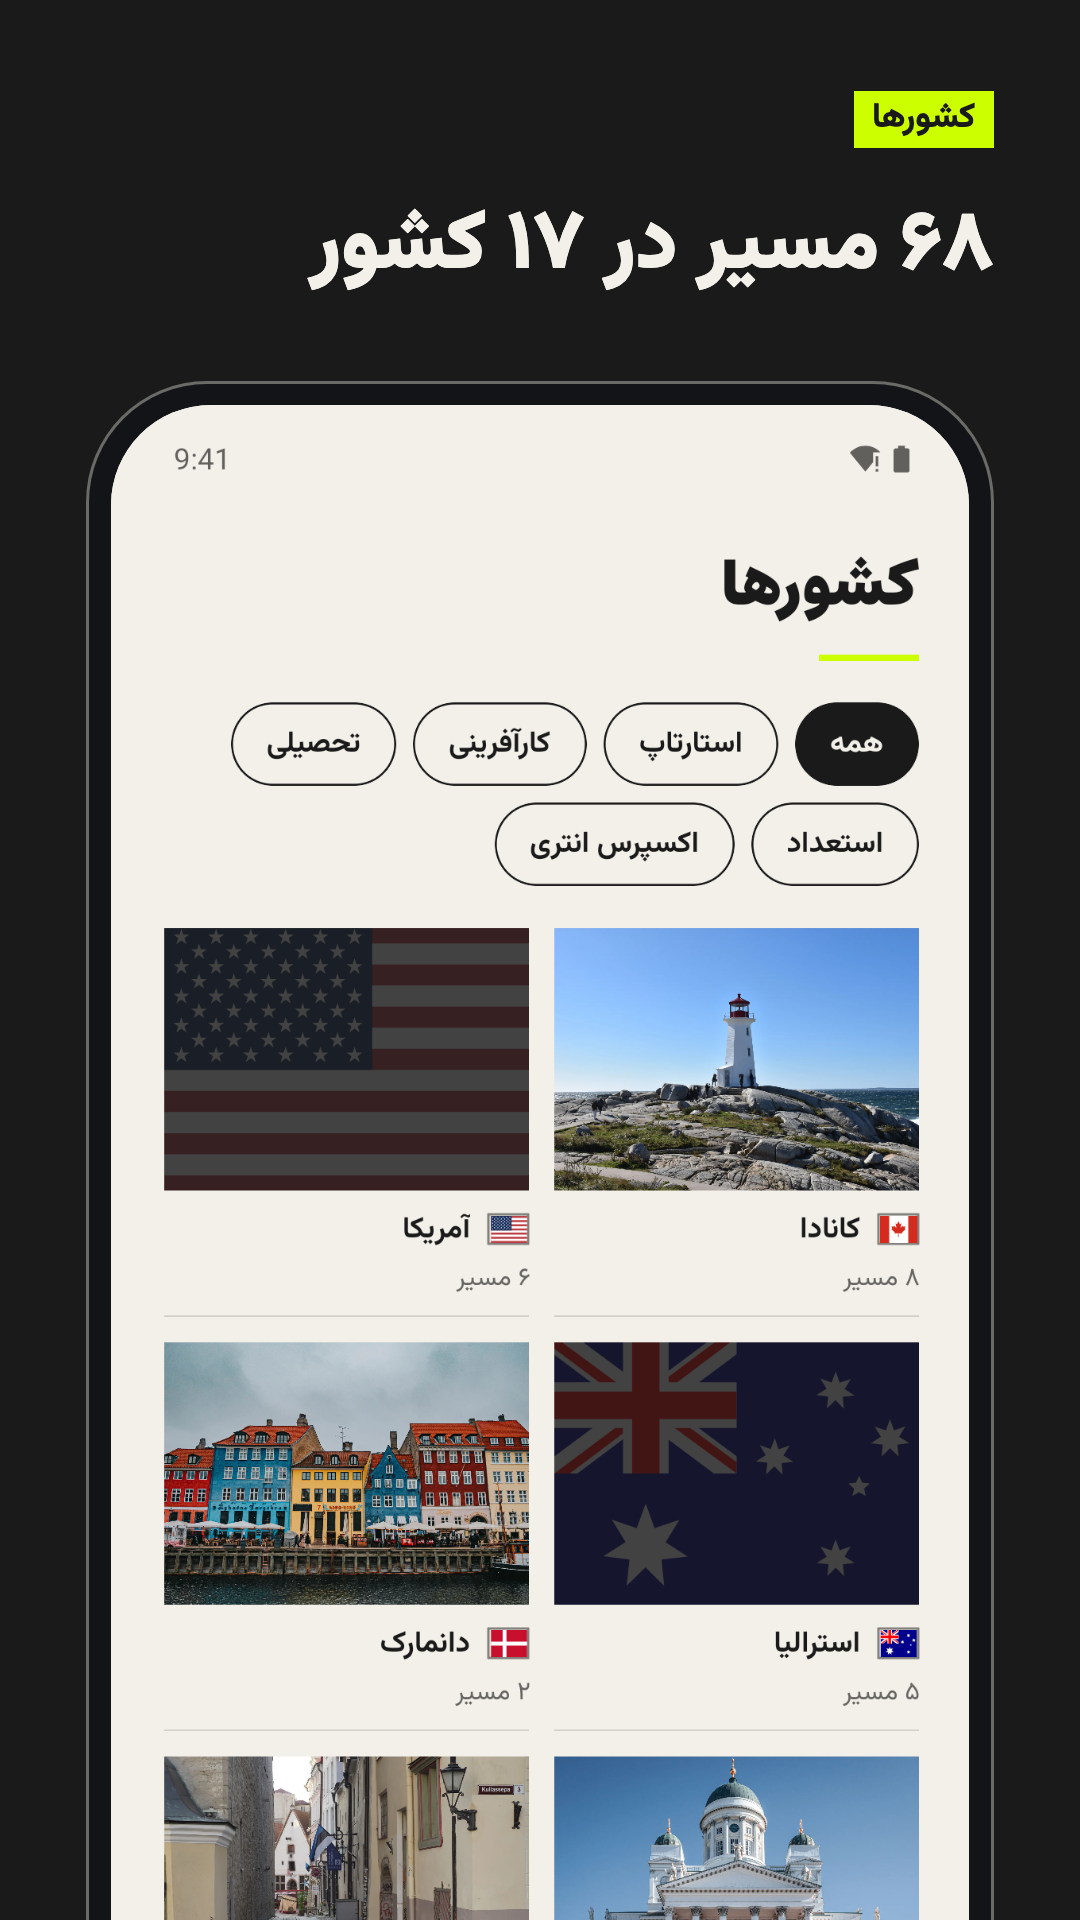 کشورها
۶۸ مسیر در ۱۷ کشور
9:41
کشورها
همه استارتاپ کارآفرینی تحصیلی
استعداد اکسپرس انتری
کانادا آمریکا
۸ مسیر ۶ مسیر
استرالیا دانمارک
۵ مسیر ۲ مسیر
Kullassepa